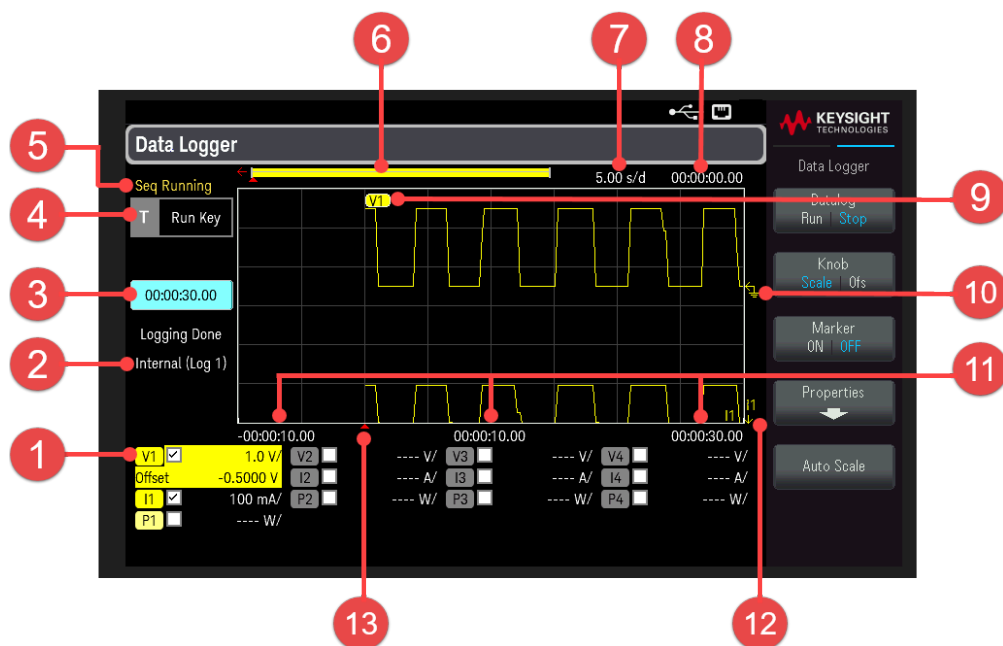 6
7
8
KEYSIGHT
TECHNOLOGIES
Data Logger
5
Seq Running
5.00 s/d
00:00:00.00
Data Logger
4
T
Run Key
V1
9
Datalog
Run | Stop
3
00:00:30.00
Knob
Scale | Ofs
10
Logging Done
Marker
ON | OFF
2
Internal (Log 1)
11
Properties
I1
I1
12
-00:00:10.00
00:00:10.00
00:00:30.00
1
V1 1.0 V/ V2 ---- V/ V3 ---- V/ V4 ---- V/
Offset -0.5000 V I2 ---- A/ I3 ---- A/ I4 ---- A/
I1 100 mA/ P2 ---- W/ P3 ---- W/ P4 ---- W/
P1 ---- W/
Auto Scale
13